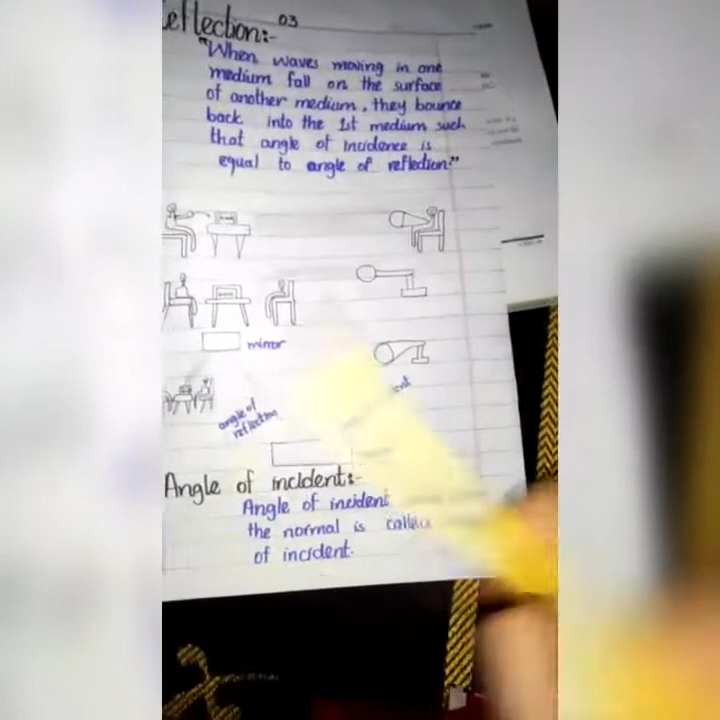 eflection:- 03
"When waves moving in one
medium fall on the surface
of another medium, they bounce
back into the 1st medium such
that angle of incidence is
equal to angle of reflection."
mirror
angle of
reflection
Angle of incident:-
Angle of incident
the normal is
of incident.